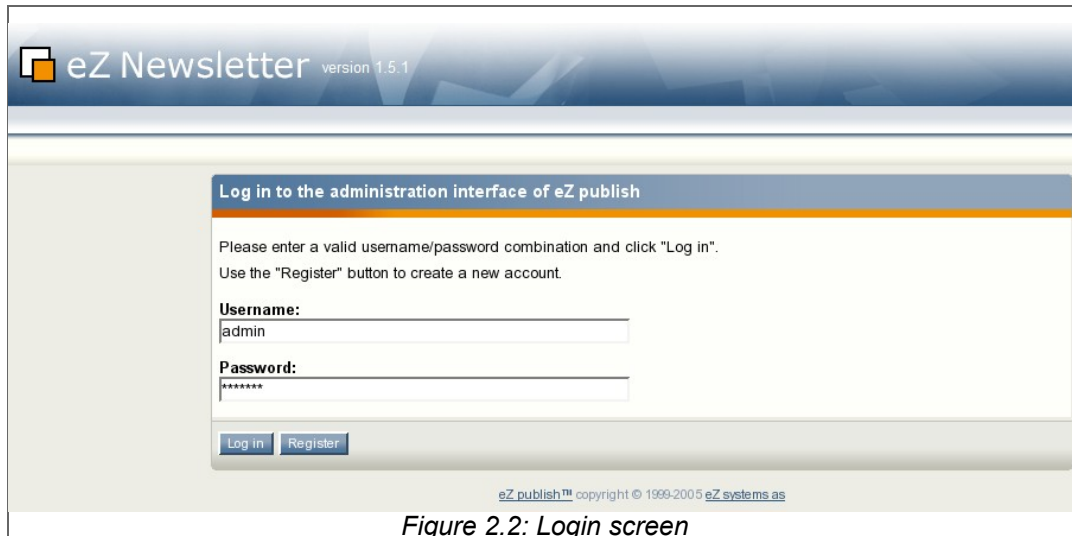 eZ Newsletter version 1.5.1
Log in to the administration interface of eZ publish
Please enter a valid username/password combination and click "Log in".
Use the "Register" button to create a new account.
Username:
admin
Password:
*******
Log in Register
eZ publish™ copyright © 1999-2005 eZ systems as
Figure 2.2: Login screen